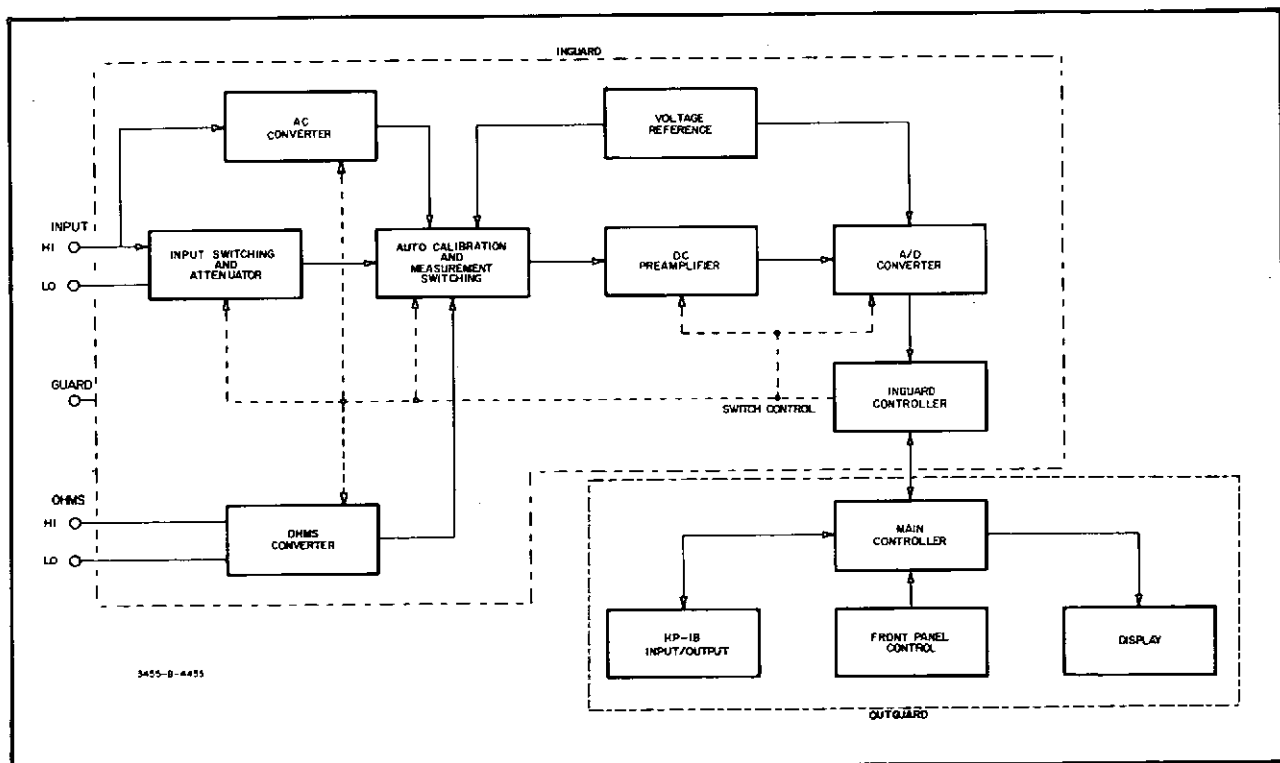 INGUARD
AC
CONVERTER
VOLTAGE
REFERENCE
INPUT
HI
LO
INPUT SWITCHING
AND
ATTENUATOR
AUTO CALIBRATION
AND
MEASUREMENT
SWITCHING
DC
PREAMPLIFIER
A/D
CONVERTER
GUARD
SWITCH CONTROL
INGUARD
CONTROLLER
OHMS
HI
LO
OHMS
CONVERTER
MAIN
CONTROLLER
HP-IB
INPUT/OUTPUT
FRONT PANEL
CONTROL
DISPLAY
3455-B-4455
OUTGUARD